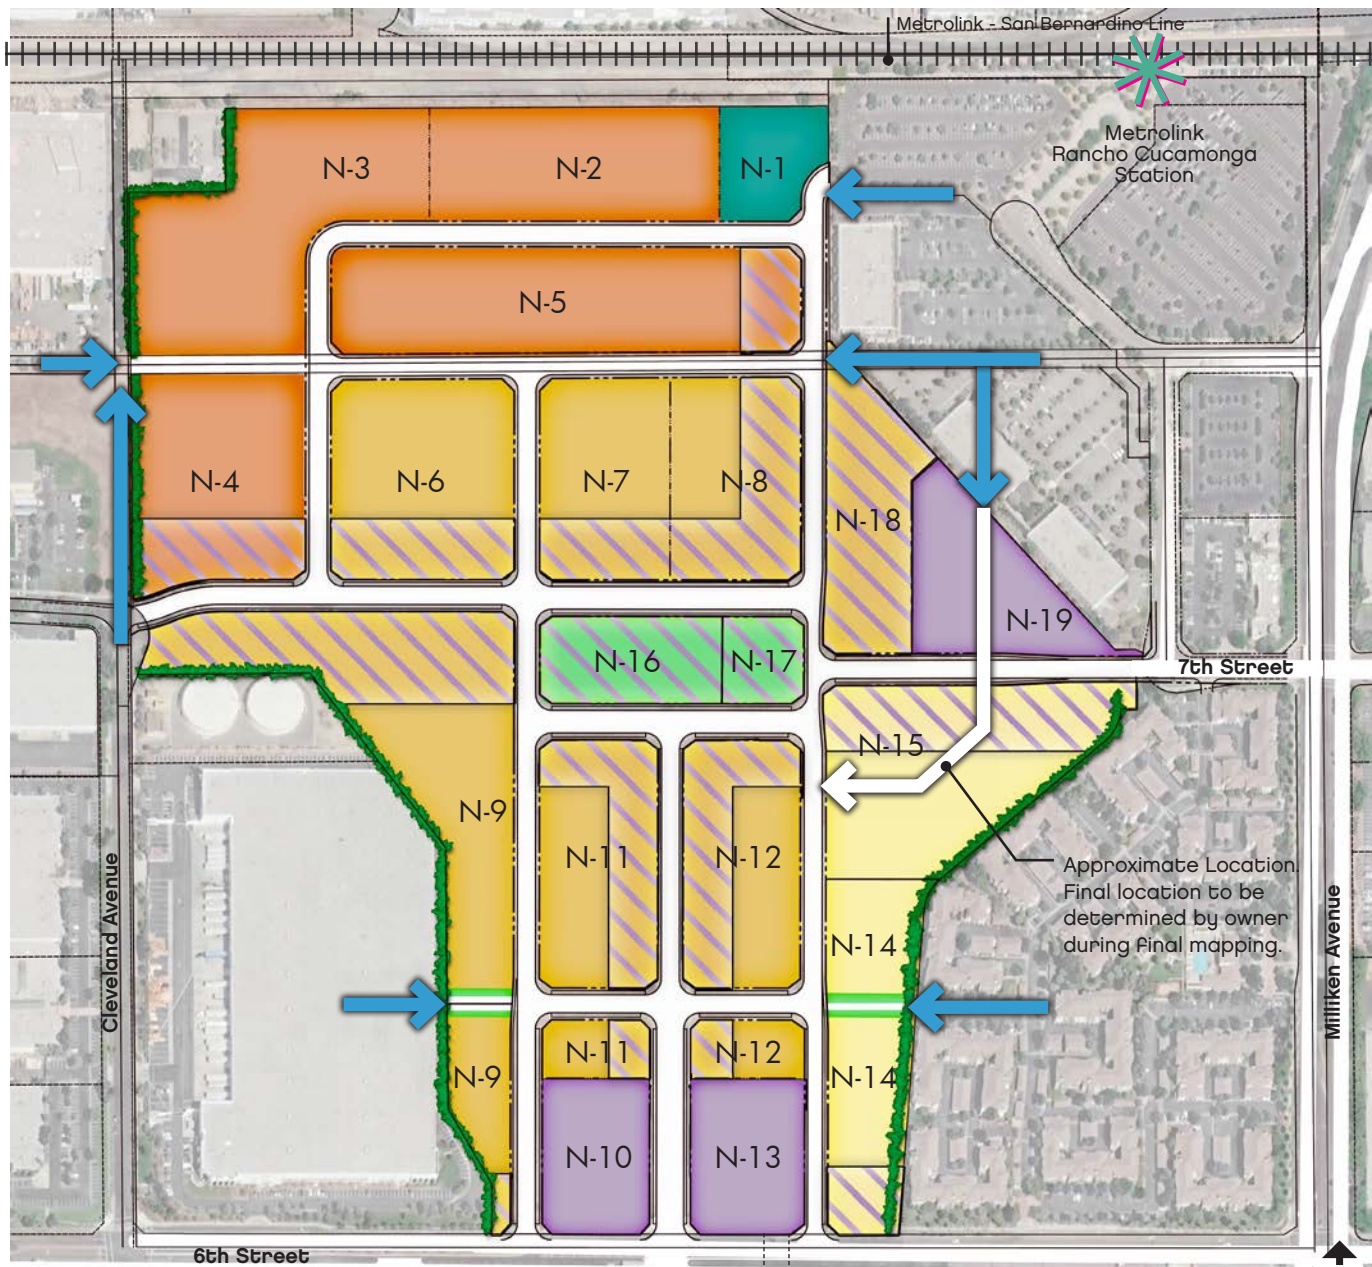 Metrolink - San Bernardino Line
Metrolink
Rancho Cucamonga
Station
N-3
N-2
N-1
N-5
N-4
N-6
N-7
N-8
N-18
N-19
N-16
N-17
7th Street
N-15
N-9
N-11
N-12
Approximate Location.
Final location to be
determined by owner
during final mapping.
N-14
Cleveland Avenue
Milliken Avenue
N-11
N-12
N-9
N-14
N-10
N-13
6th Street